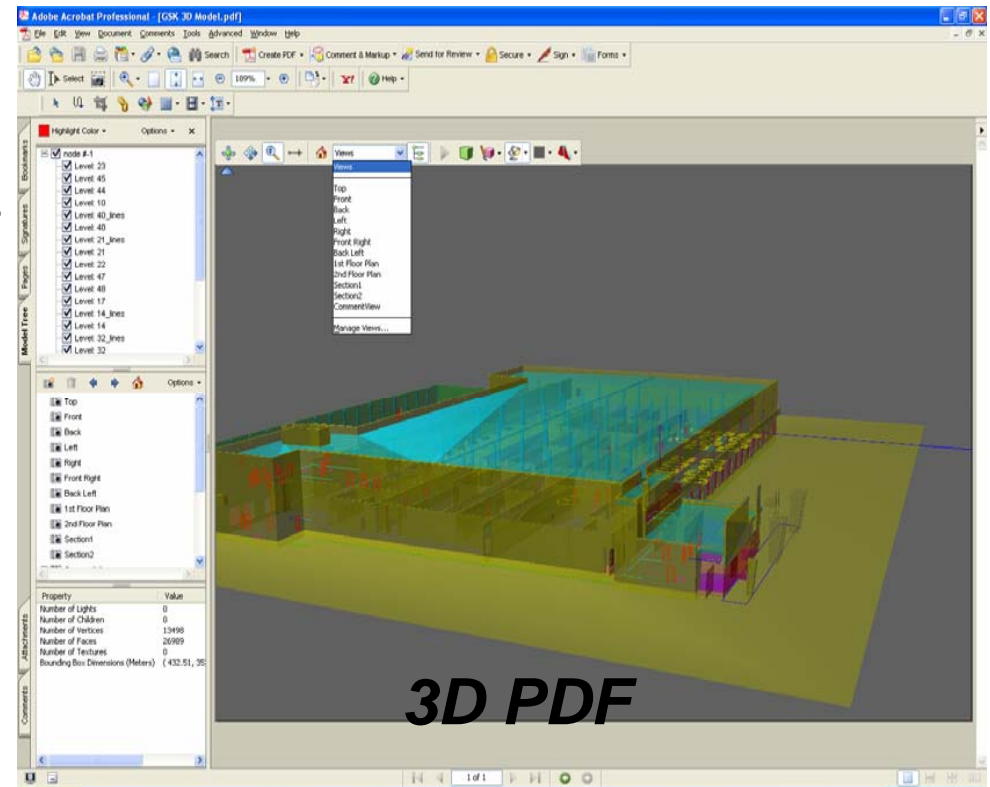 Adobe Acrobat Professional - [GSK 3D Model.pdf]
File Edit View Document Comments Tools Advanced Window Help
Search Create PDF Comment & Markup Send for Review Secure Sign Forms
Select 109% Help
Highlight Color Options
Views
Views
Top
Front
Back
Left
Right
Front Right
Back Left
1st Floor Plan
2nd Floor Plan
Section1
Section2
CommentView
Manage Views...
Bookmarks
Signatures
Pages
Model Tree
Attachments
Comments
node #-1
Level: 23
Level: 45
Level: 44
Level: 10
Level: 40_lines
Level: 40
Level: 21_lines
Level: 21
Level: 22
Level: 47
Level: 48
Level: 17
Level: 14_lines
Level: 14
Level: 32_lines
Level: 32
Options
Top
Front
Back
Left
Right
Front Right
Back Left
1st Floor Plan
2nd Floor Plan
Section1
Section2
Property Value
Number of Lights 0
Number of Children 0
Number of Vertices 13498
Number of Faces 26989
Number of Textures 0
Bounding Box Dimensions (Meters) ( 432.51, 35
3D PDF
1 of 1